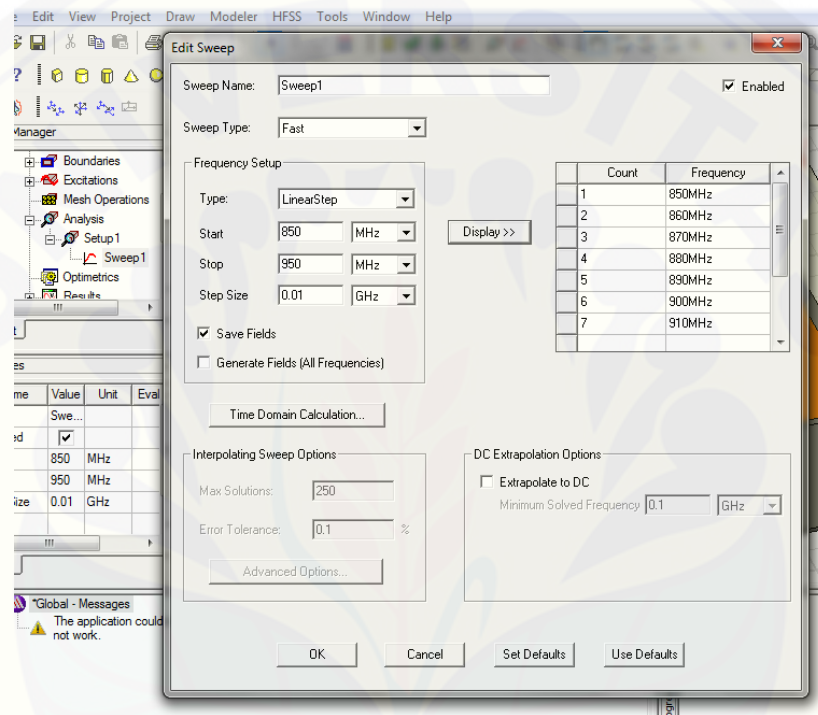 Edit View Project Draw Modeler HFSS Tools Window Help
Edit Sweep
x
Manager
Boundaries
Excitations
Mesh Operations
Analysis
Setup1
Sweep1
Optimetrics
Results
Sweep Name: Sweep1
Enabled
Sweep Type: Fast
Frequency Setup
Type: LinearStep
Start 850 MHz
Stop 950 MHz
Step Size 0.01 GHz
Save Fields
Generate Fields (All Frequencies)
Display >>
Count Frequency
1 850MHz
2 860MHz
3 870MHz
4 880MHz
5 890MHz
6 900MHz
7 910MHz
Time Domain Calculation...
Interpolating Sweep Options
Max Solutions: 250
Error Tolerance: 0.1 %
Advanced Options...
DC Extrapolation Options
Extrapolate to DC
Minimum Solved Frequency 0.1 GHz
OK Cancel Set Defaults Use Defaults
es
me Value Unit Eval
Swe...
ed
850 MHz
950 MHz
ize 0.01 GHz
*Global - Messages
The application could
not work.